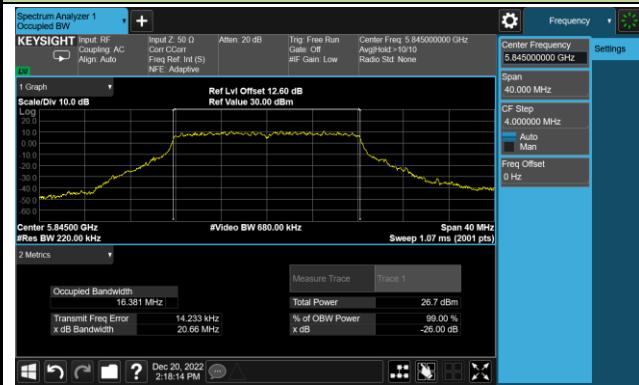 Spectrum Analyzer 1
Occupied BW
Frequency
KEYSIGHT
Input: RF
Coupling: AC
Align: Auto
Input Z: 50 Ω
Corr CCorr
Freq Ref: Int (S)
NFE: Adaptive
Atten: 20 dB
Trig: Free Run
Gate: Off
#IF Gain: Low
Center Freq: 5.845000000 GHz
Avg|Hold:>10/10
Radio Std: None
LXI
Center Frequency
5.845000000 GHz
Settings
Span
40.000 MHz
CF Step
4.000000 MHz
Auto
Man
Freq Offset
0 Hz
1 Graph
Scale/Div 10.0 dB
Ref Lvl Offset 12.60 dB
Ref Value 30.00 dBm
Log
20.0
10.0
0.00
-10.0
-20.0
-30.0
-40.0
-50.0
-60.0
Center 5.84500 GHz
#Video BW 680.00 kHz
Span 40 MHz
#Res BW 220.00 kHz
Sweep 1.07 ms (2001 pts)
2 Metrics
Measure Trace
Trace 1
Occupied Bandwidth
16.381 MHz
Total Power
26.7 dBm
Transmit Freq Error
14.233 kHz
% of OBW Power
99.00 %
x dB Bandwidth
20.66 MHz
x dB
-26.00 dB
?
Dec 20, 2022
2:18:14 PM